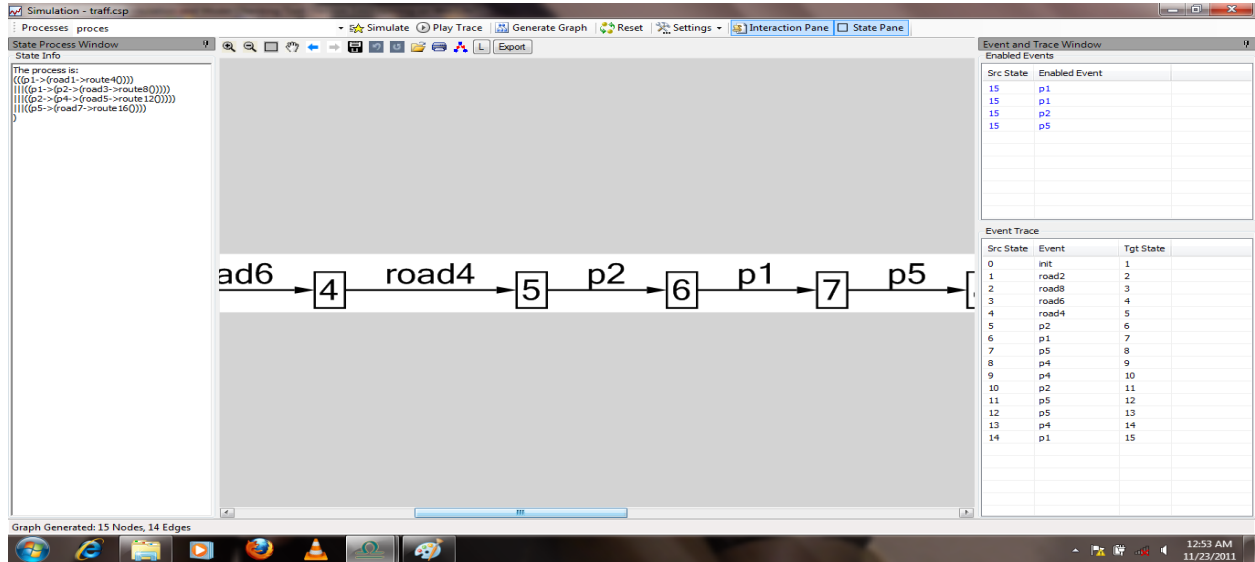 Simulation - traff.csp
Processes proces Simulate Play Trace Generate Graph Reset Settings Interaction Pane State Pane
State Process Window
State Info
The process is:
(((p1->(road1->route4())))
|||((p1->(p2->(road3->route8()))))
|||((p2->(p4->(road5->route12()))))
|||((p5->(road7->route16())))
)
L Export
ad6 4 road4 5 p2 6 p1 7 p5
Event and Trace Window
Enabled Events
Src State Enabled Event
15 p1
15 p1
15 p2
15 p5
Event Trace
Src State Event Tgt State
0 init 1
1 road2 2
2 road8 3
3 road6 4
4 road4 5
5 p2 6
6 p1 7
7 p5 8
8 p4 9
9 p4 10
10 p2 11
11 p5 12
12 p5 13
13 p4 14
14 p1 15
Graph Generated: 15 Nodes, 14 Edges
12:53 AM
11/23/2011